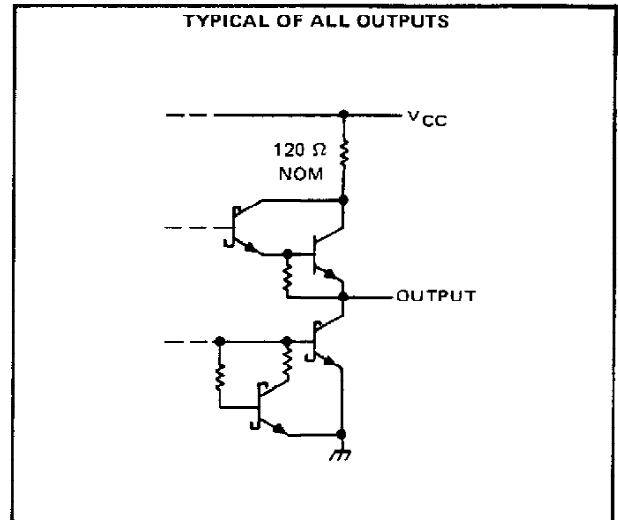 TYPICAL OF ALL OUTPUTS
VCC
120 Ω
NOM
OUTPUT